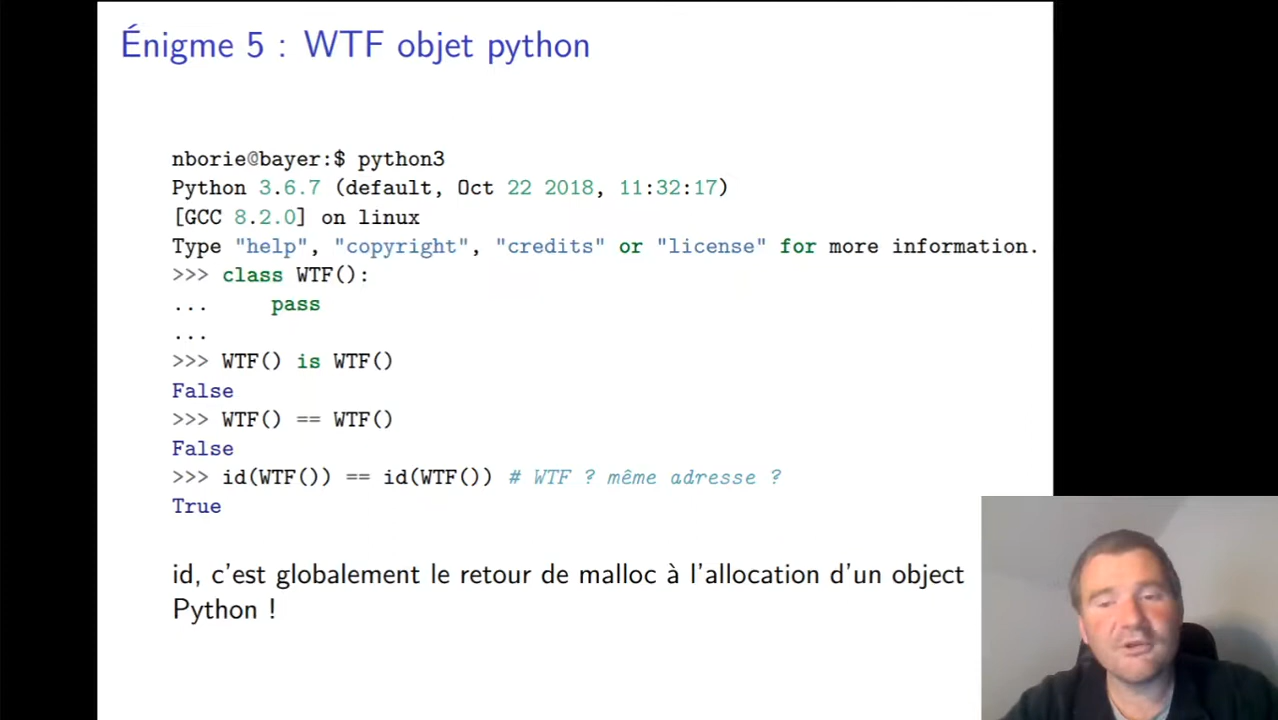 Énigme 5 : WTF objet python
nborie@bayer:$ python3
Python 3.6.7 (default, Oct 22 2018, 11:32:17)
[GCC 8.2.0] on linux
Type "help", "copyright", "credits" or "license" for more information.
>>> class WTF():
...     pass
...
>>> WTF() is WTF()
False
>>> WTF() == WTF()
False
>>> id(WTF()) == id(WTF()) # WTF ? même adresse ?
True
id, c'est globalement le retour de malloc à l'allocation d'un object
Python !